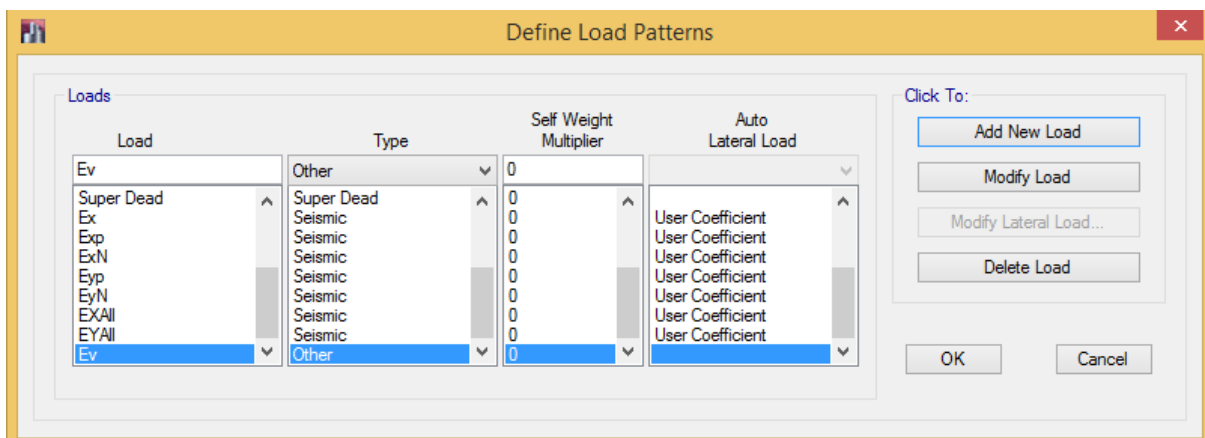 Define Load Patterns
Loads
Load Type Self Weight Multiplier Auto Lateral Load
Ev Other 0
Super Dead Super Dead 0
Ex Seismic 0 User Coefficient
Exp Seismic 0 User Coefficient
ExN Seismic 0 User Coefficient
Eyp Seismic 0 User Coefficient
EyN Seismic 0 User Coefficient
EXAll Seismic 0 User Coefficient
EYAll Seismic 0 User Coefficient
Ev Other 0
Click To:
Add New Load
Modify Load
Modify Lateral Load...
Delete Load
OK Cancel